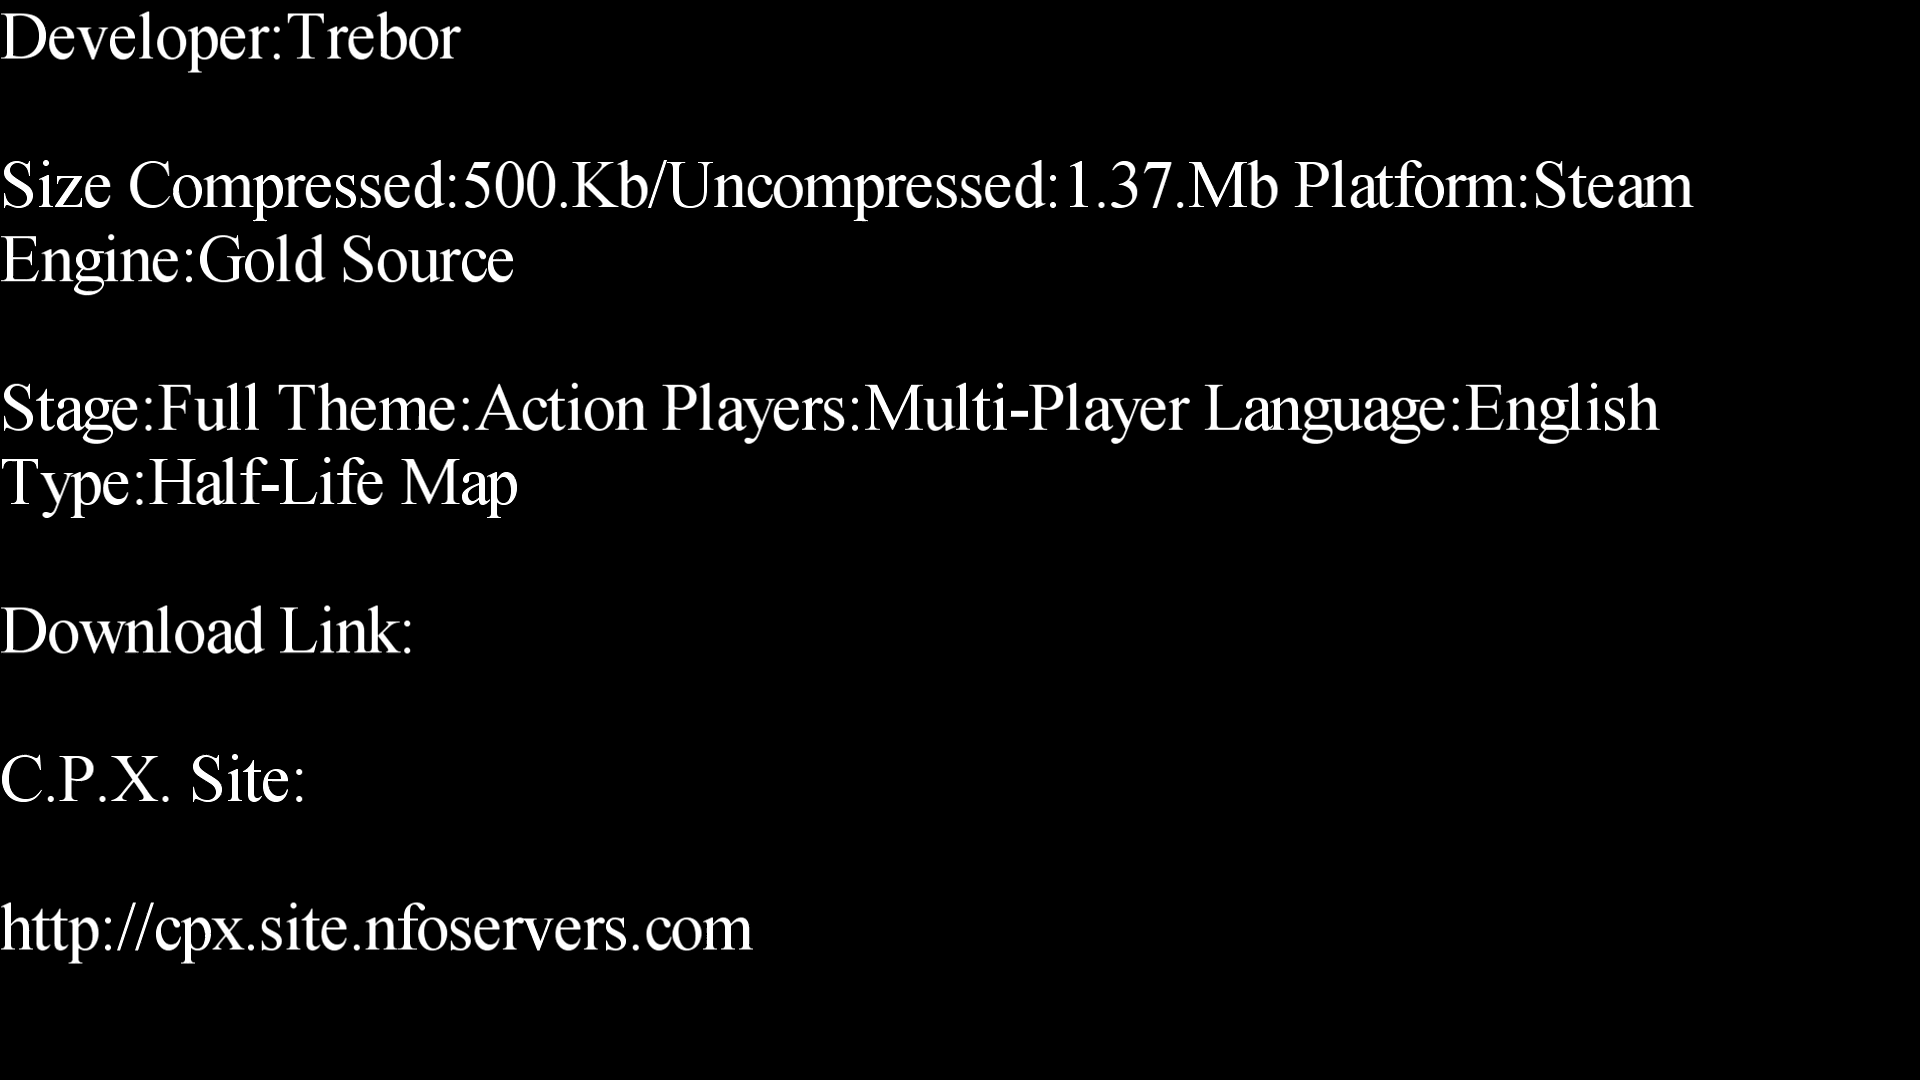 Developer:Trebor
Size Compressed:500.Kb/Uncompressed:1.37.Mb Platform:Steam
Engine:Gold Source
Stage:Full Theme:Action Players:Multi-Player Language:English
Type:Half-Life Map
Download Link:
C.P.X. Site:
http://cpx.site.nfoservers.com